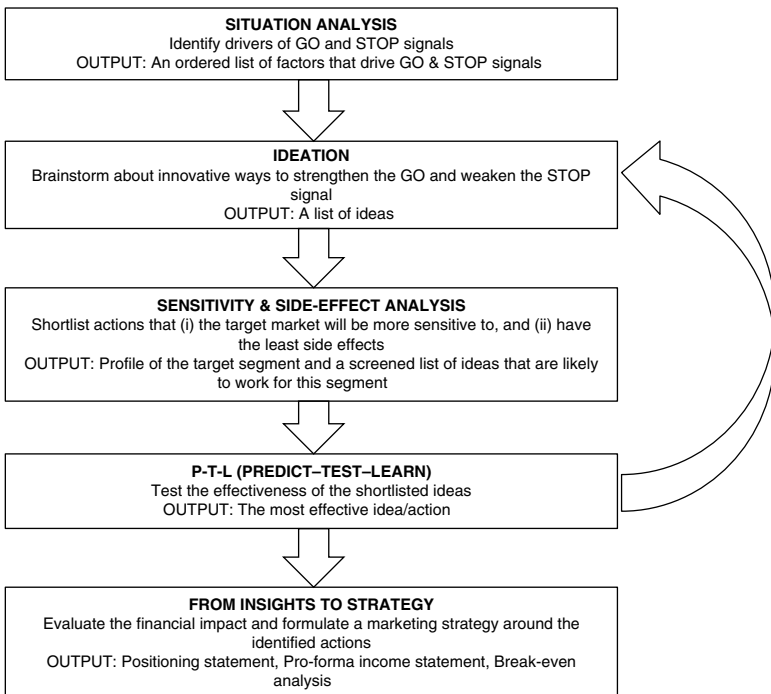 SITUATION ANALYSIS
Identify drivers of GO and STOP signals
OUTPUT: An ordered list of factors that drive GO & STOP signals
IDEATION
Brainstorm about innovative ways to strengthen the GO and weaken the STOP
signal
OUTPUT: A list of ideas
SENSITIVITY & SIDE-EFFECT ANALYSIS
Shortlist actions that (i) the target market will be more sensitive to, and (ii) have
the least side effects
OUTPUT: Profile of the target segment and a screened list of ideas that are likely
to work for this segment
P-T-L (PREDICT–TEST–LEARN)
Test the effectiveness of the shortlisted ideas
OUTPUT: The most effective idea/action
FROM INSIGHTS TO STRATEGY
Evaluate the financial impact and formulate a marketing strategy around the
identified actions
OUTPUT: Positioning statement, Pro-forma income statement, Break-even
analysis